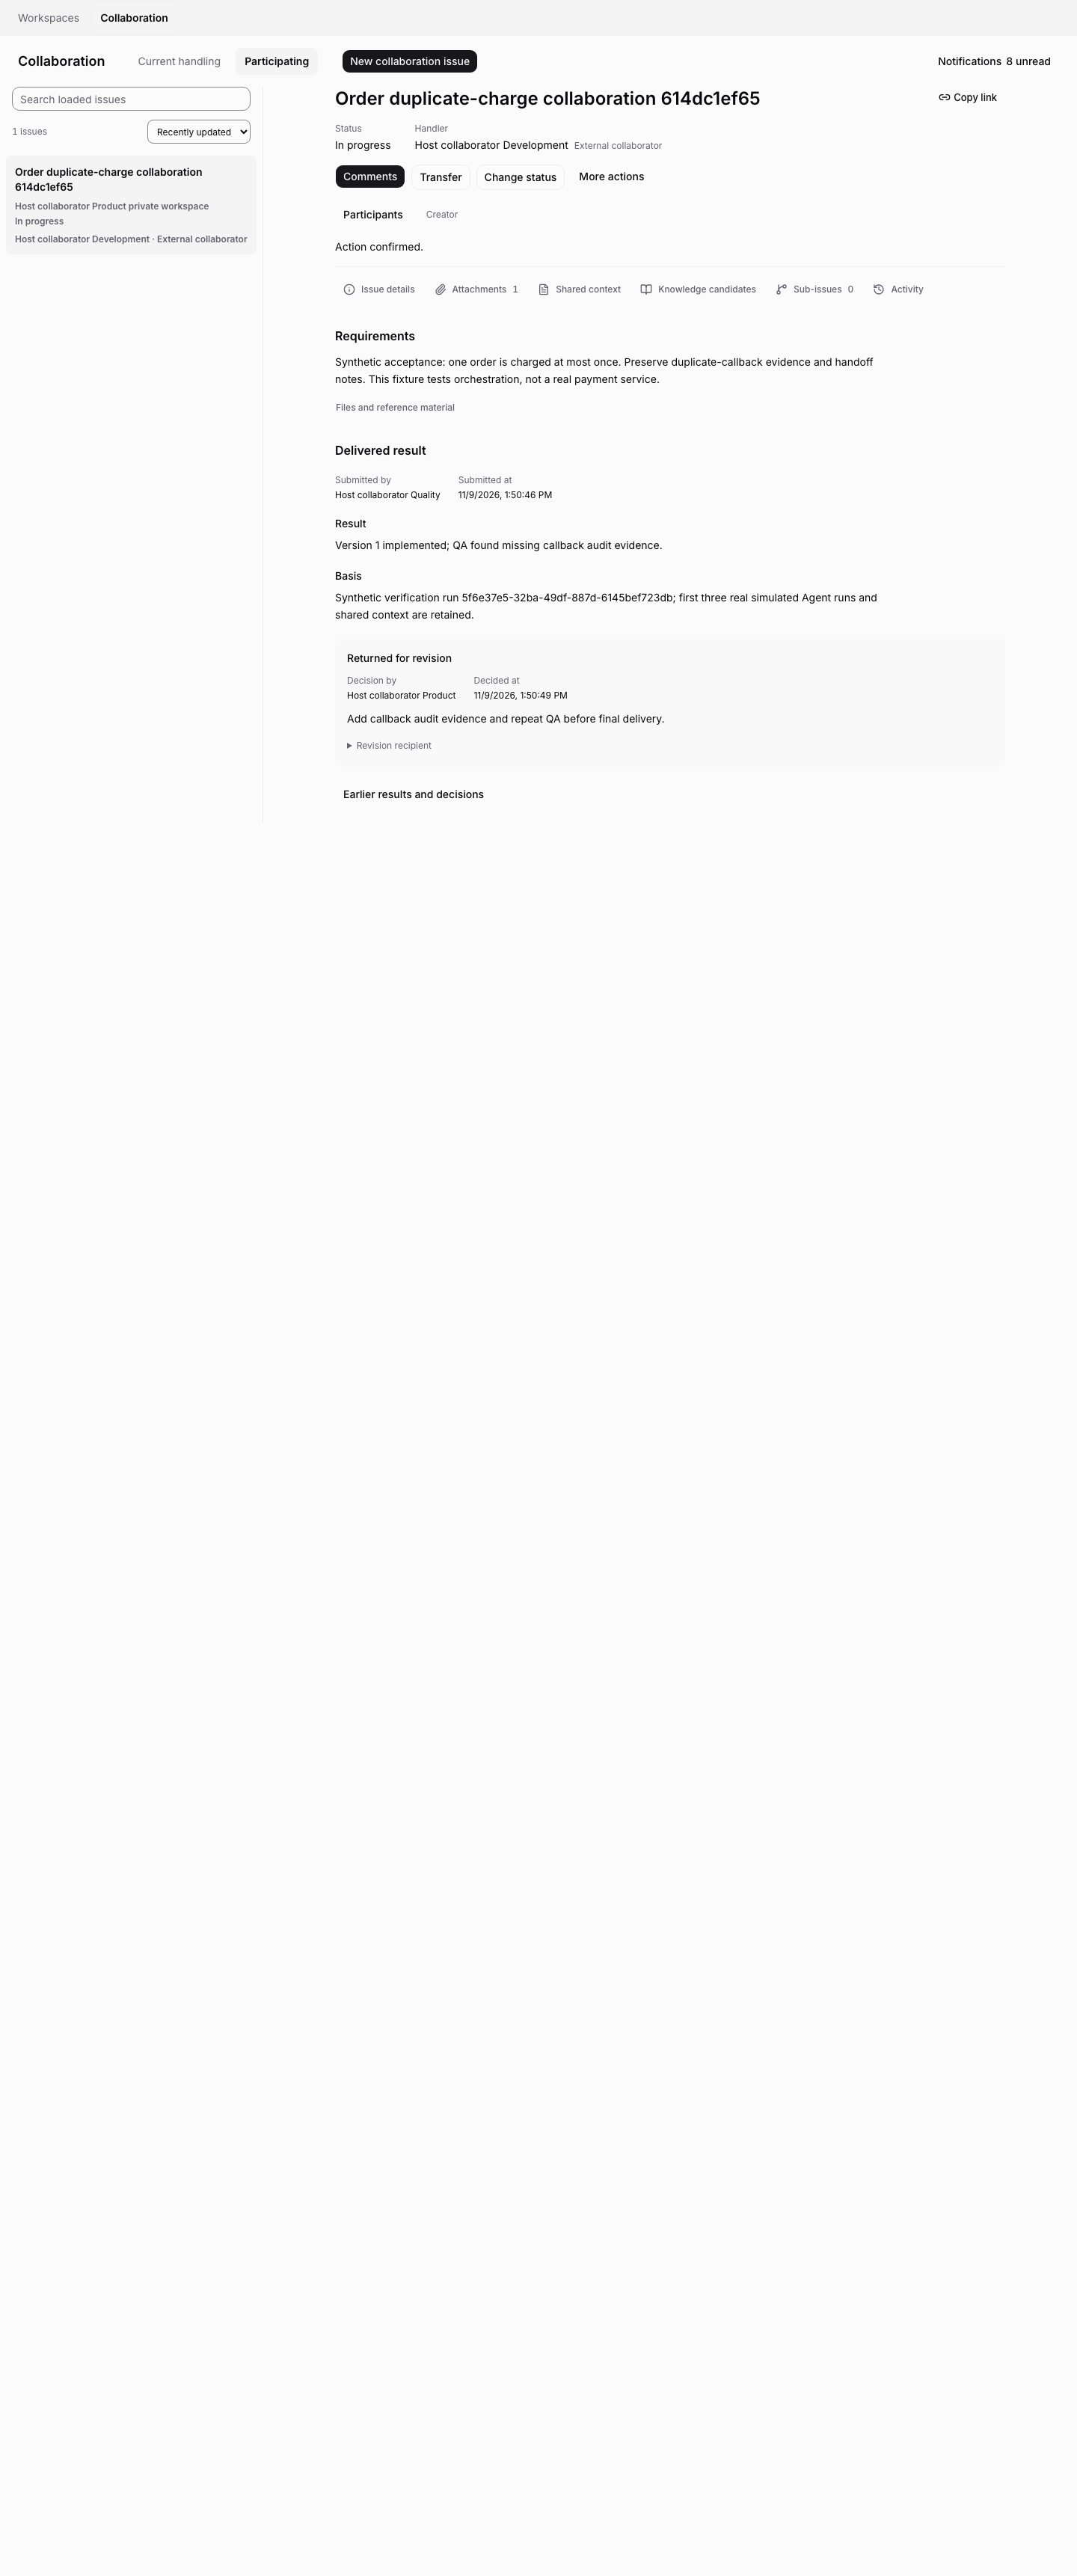 Workspaces Collaboration
Collaboration Current handling Participating New collaboration issue Notifications 8 unread
Search loaded issues
1 issues Recently updated
Order duplicate-charge collaboration
614dc1ef65
Host collaborator Product private workspace
In progress
Host collaborator Development · External collaborator
Order duplicate-charge collaboration 614dc1ef65 Copy link
Status Handler
In progress Host collaborator Development External collaborator
Comments Transfer Change status More actions
Participants Creator
Action confirmed.
Issue details Attachments 1 Shared context Knowledge candidates Sub-issues 0 Activity
Requirements
Synthetic acceptance: one order is charged at most once. Preserve duplicate-callback evidence and handoff
notes. This fixture tests orchestration, not a real payment service.
Files and reference material
Delivered result
Submitted by Submitted at
Host collaborator Quality 11/9/2026, 1:50:46 PM
Result
Version 1 implemented; QA found missing callback audit evidence.
Basis
Synthetic verification run 5f6e37e5-32ba-49df-887d-6145bef723db; first three real simulated Agent runs and
shared context are retained.
Returned for revision
Decision by Decided at
Host collaborator Product 11/9/2026, 1:50:49 PM
Add callback audit evidence and repeat QA before final delivery.
Revision recipient
Earlier results and decisions